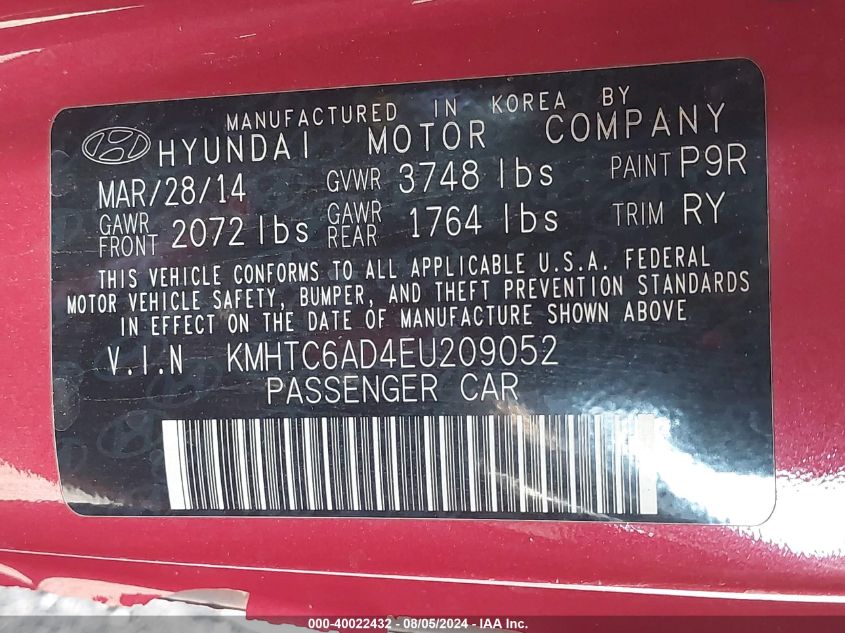 MANUFACTURED IN KOREA BY
HYUNDAI MOTOR COMPANY
MAR/28/14 GVWR 3748 lbs PAINT P9R
GAWR FRONT 2072 lbs GAWR REAR 1764 lbs TRIM RY
THIS VEHICLE CONFORMS TO ALL APPLICABLE U.S.A. FEDERAL
MOTOR VEHICLE SAFETY, BUMPER, AND THEFT PREVENTION STANDARDS
IN EFFECT ON THE DATE OF MANUFACTURE SHOWN ABOVE
V.I.N KMHTC6AD4EU209052
PASSENGER CAR
000-40022432 - 08/05/2024 - IAA Inc.